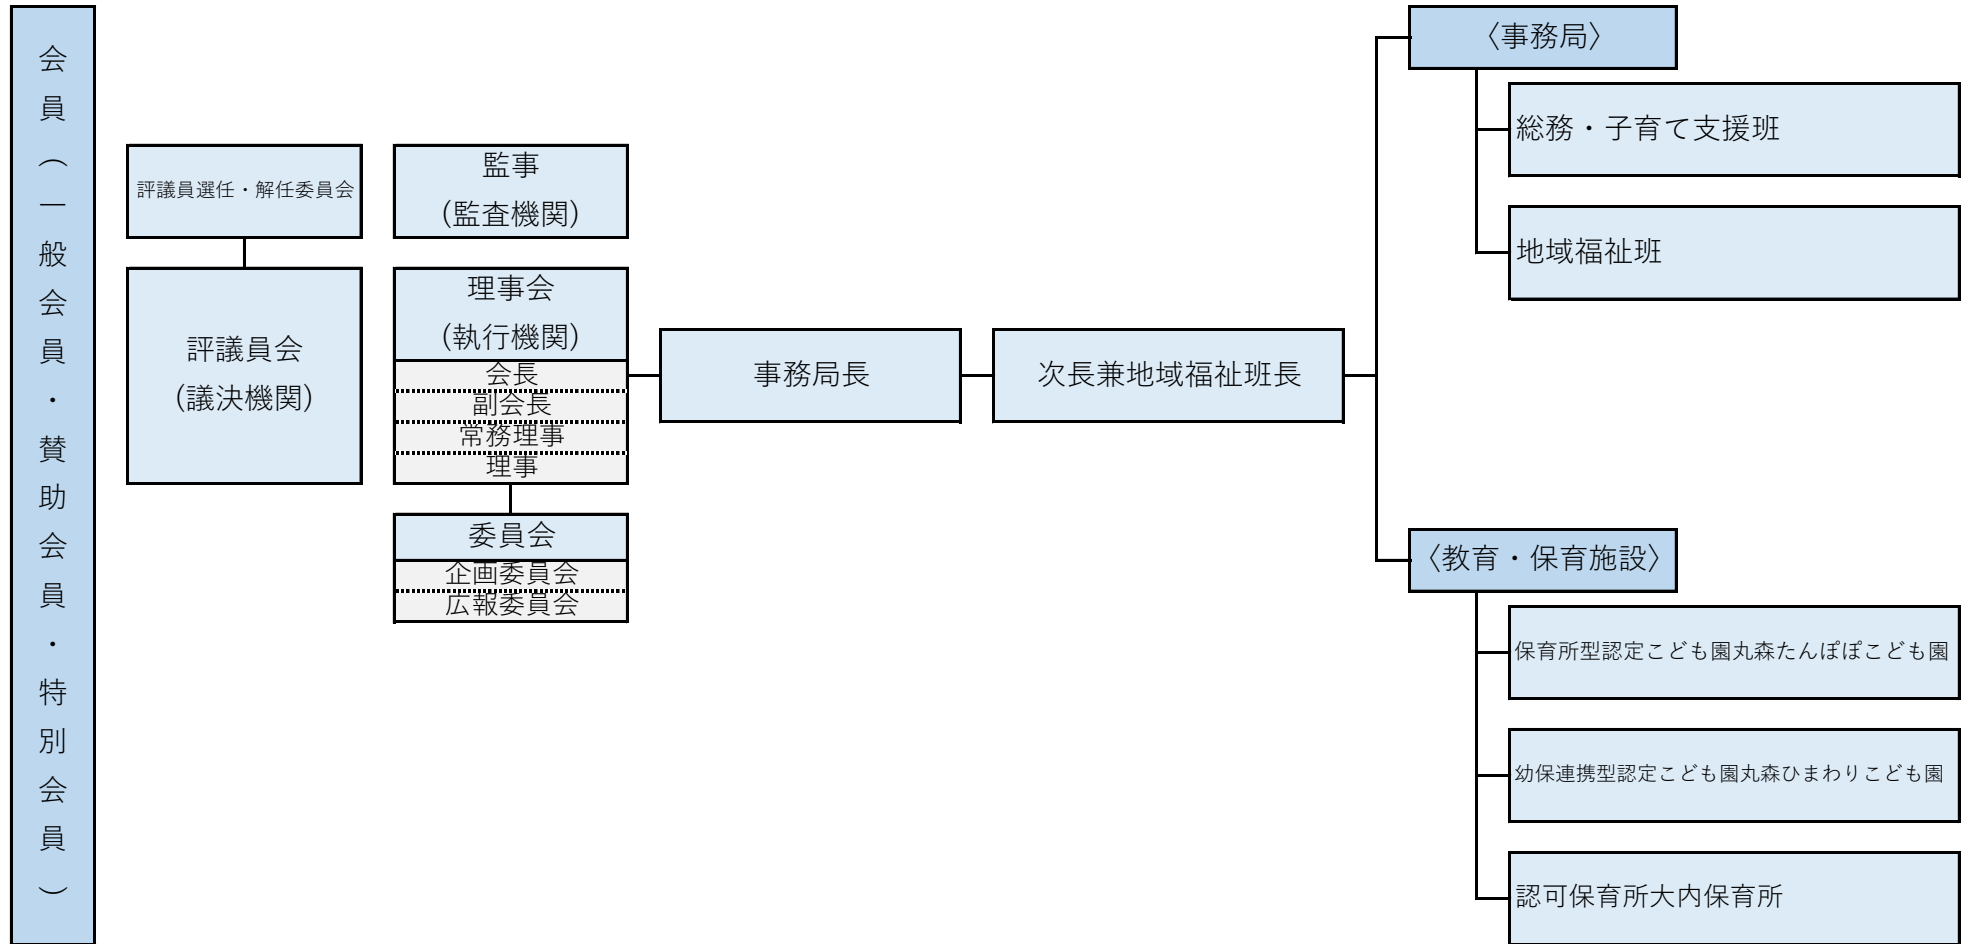 会員（一般会員・賛助会員・特別会員）
評議員選任・解任委員会
評議員会
(議決機関)
監事
(監査機関)
理事会
(執行機関)
会長
副会長
常務理事
理事
委員会
企画委員会
広報委員会
事務局長
次長兼地域福祉班長
〈事務局〉
総務・子育て支援班
地域福祉班
〈教育・保育施設〉
保育所型認定こども園丸森たんぽぽこども園
幼保連携型認定こども園丸森ひまわりこども園
認可保育所大内保育所